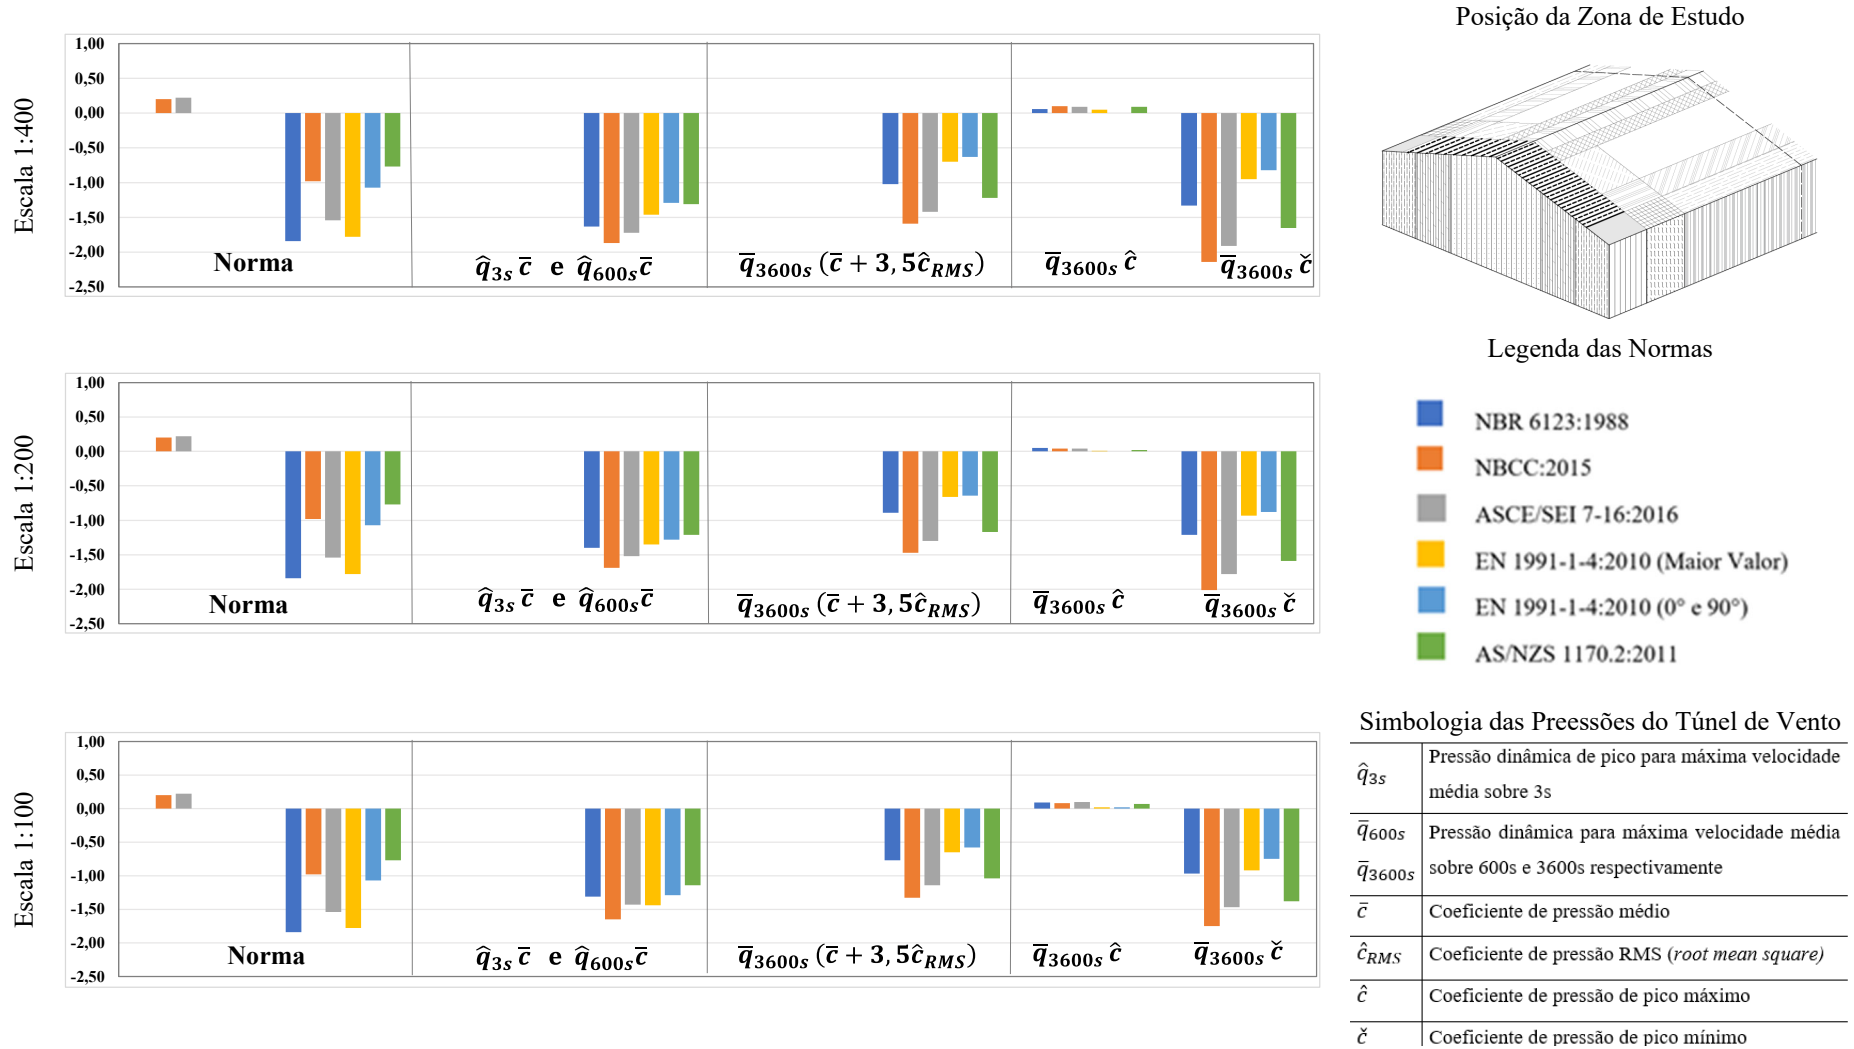 Posição da Zona de Estudo
Escala 1:400
1,00
0,50
0,00
-0,50
-1,00
-1,50
-2,00
-2,50
Norma
q̂3s c̄ e q̂600s c̄
q̄3600s (c̄ + 3,5ĉRMS)
q̄3600s ĉ
q̄3600s č
Legenda das Normas
NBR 6123:1988
NBCC:2015
ASCE/SEI 7-16:2016
EN 1991-1-4:2010 (Maior Valor)
EN 1991-1-4:2010 (0° e 90°)
AS/NZS 1170.2:2011
Escala 1:200
1,00
0,50
0,00
-0,50
-1,00
-1,50
-2,00
-2,50
Norma
q̂3s c̄ e q̂600s c̄
q̄3600s (c̄ + 3,5ĉRMS)
q̄3600s ĉ
q̄3600s č
Escala 1:100
1,00
0,50
0,00
-0,50
-1,00
-1,50
-2,00
-2,50
Norma
q̂3s c̄ e q̂600s c̄
q̄3600s (c̄ + 3,5ĉRMS)
q̄3600s ĉ
q̄3600s č
Simbologia das Preessões do Túnel de Vento
q̂3s
Pressão dinâmica de pico para máxima velocidade
média sobre 3s
q̄600s
q̄3600s
Pressão dinâmica para máxima velocidade média
sobre 600s e 3600s respectivamente
c̄ Coeficiente de pressão médio
ĉRMS Coeficiente de pressão RMS (root mean square)
ĉ Coeficiente de pressão de pico máximo
č Coeficiente de pressão de pico mínimo